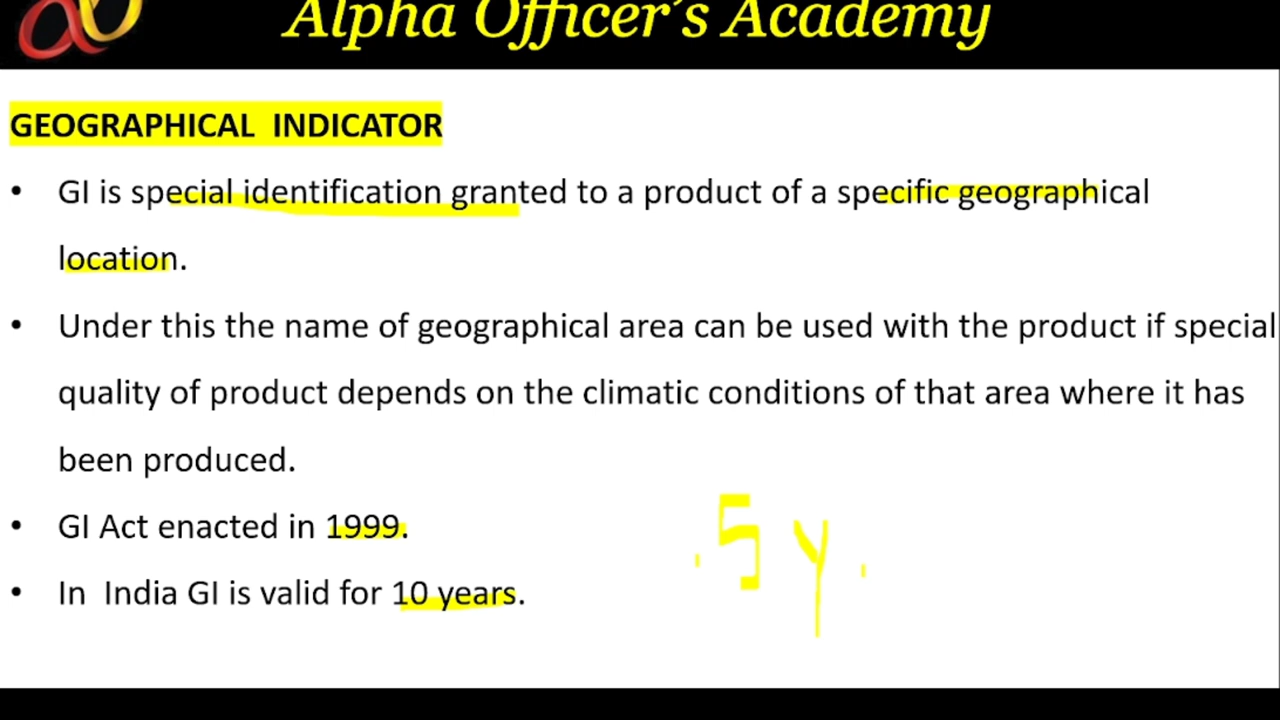 Alpha Officer's Academy
GEOGRAPHICAL INDICATOR
• GI is special identification granted to a product of a specific geographical
location.
• Under this the name of geographical area can be used with the product if special
quality of product depends on the climatic conditions of that area where it has
been produced.
• GI Act enacted in 1999.
• In India GI is valid for 10 years.
5 y